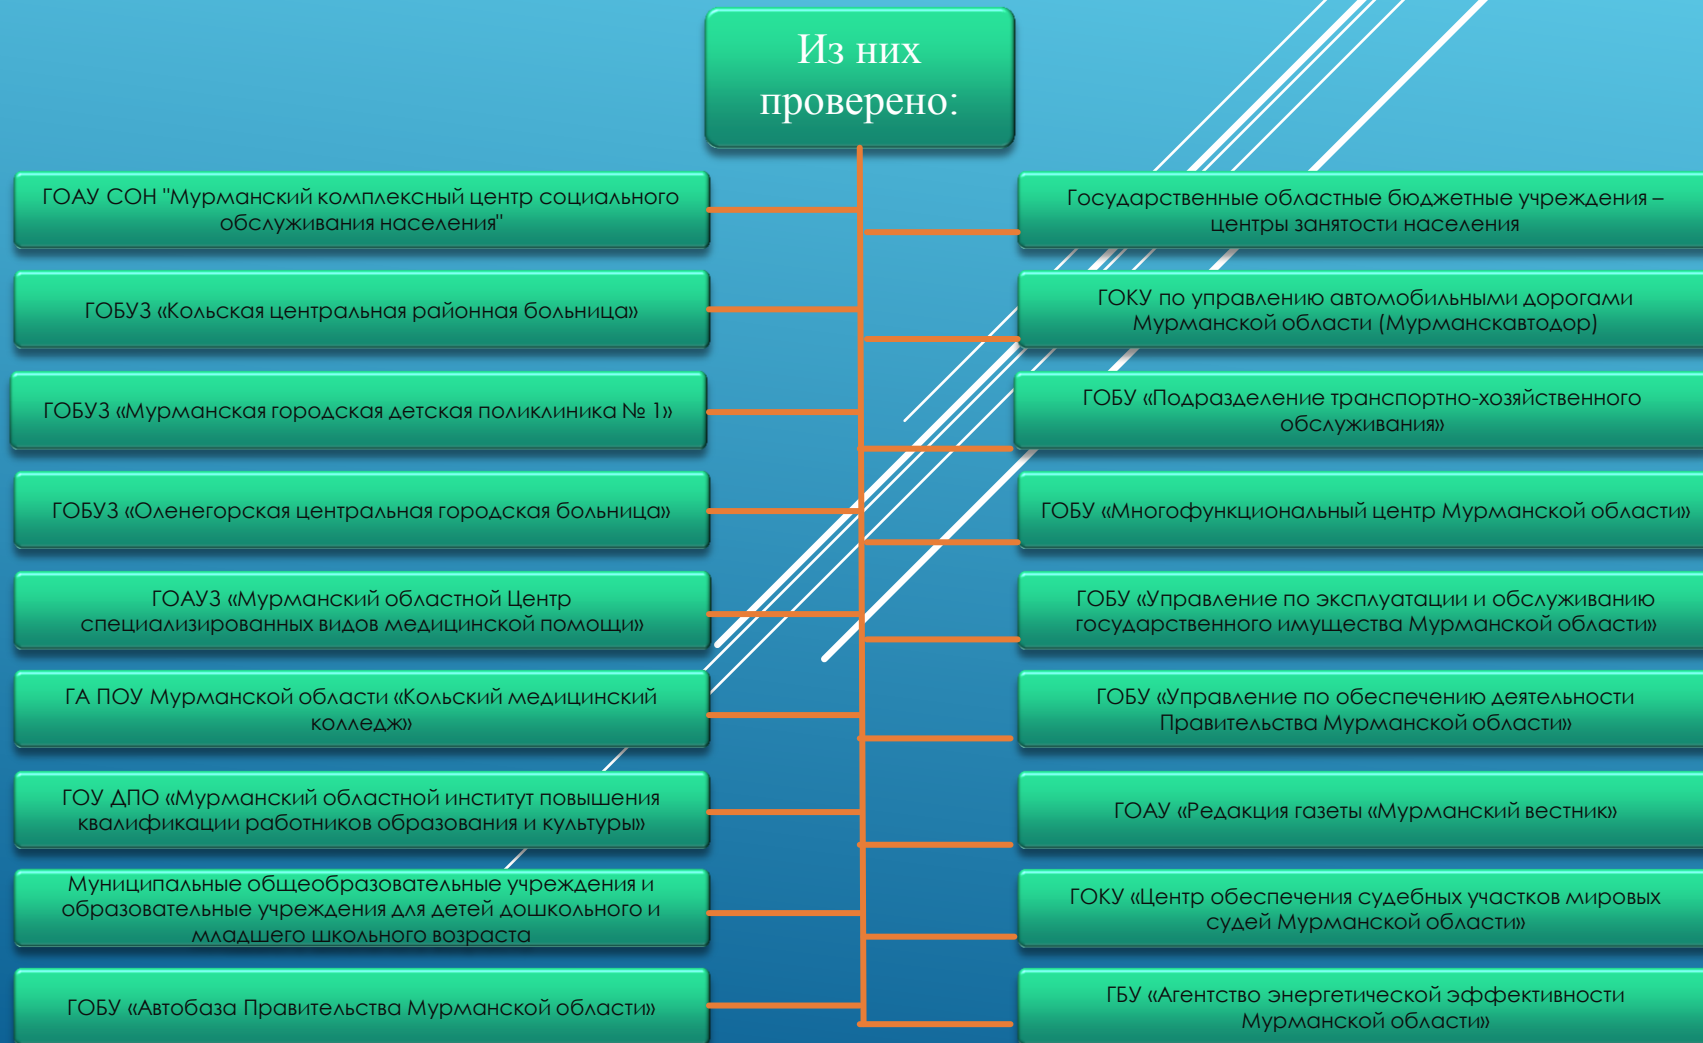 Из них
проверено:
ГОАУ СОН "Мурманский комплексный центр социального
обслуживания населения"
ГОБУЗ «Кольская центральная районная больница»
ГОБУЗ «Мурманская городская детская поликлиника № 1»
ГОБУЗ «Оленегорская центральная городская больница»
ГОАУЗ «Мурманский областной Центр
специализированных видов медицинской помощи»
ГА ПОУ Мурманской области «Кольский медицинский
колледж»
ГОУ ДПО «Мурманский областной институт повышения
квалификации работников образования и культуры»
Муниципальные общеобразовательные учреждения и
образовательные учреждения для детей дошкольного и
младшего школьного возраста
ГОБУ «Автобаза Правительства Мурманской области»
Государственные областные бюджетные учреждения –
центры занятости населения
ГОКУ по управлению автомобильными дорогами
Мурманской области (Мурманскавтодор)
ГОБУ «Подразделение транспортно-хозяйственного
обслуживания»
ГОБУ «Многофункциональный центр Мурманской области»
ГОБУ «Управление по эксплуатации и обслуживанию
государственного имущества Мурманской области»
ГОБУ «Управление по обеспечению деятельности
Правительства Мурманской области»
ГОАУ «Редакция газеты «Мурманский вестник»
ГОКУ «Центр обеспечения судебных участков мировых
судей Мурманской области»
ГБУ «Агентство энергетической эффективности
Мурманской области»